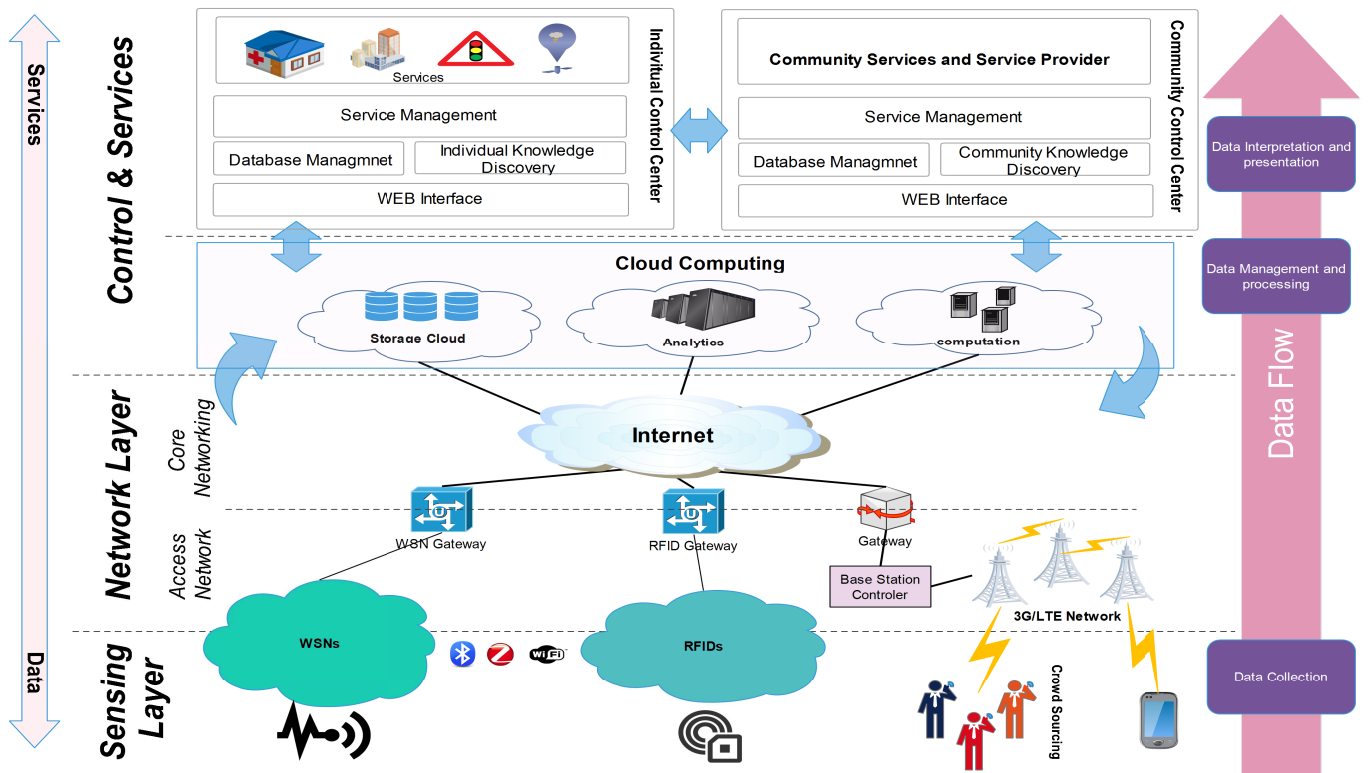 Services
Data
Control & Services
Services
Service Management
Database Managmnet
Individual Knowledge
Discovery
WEB Interface
Indivitual Control Center
Community Services and Service Provider
Service Management
Database Managmnet
Community Knowledge
Discovery
WEB Interface
Community Control Center
Cloud Computing
Storage Cloud
Analytics
computation
Network Layer
Core
Networking
Internet
Access
Network
WSN Gateway
RFID Gateway
Gateway
Base Station
Controler
3G/LTE Network
Sensing
Layer
WSNs
WiFi
RFIDs
Crowd Sourcing
Data Interpretation and
presentation
Data Management and
processing
Data Flow
Data Collection